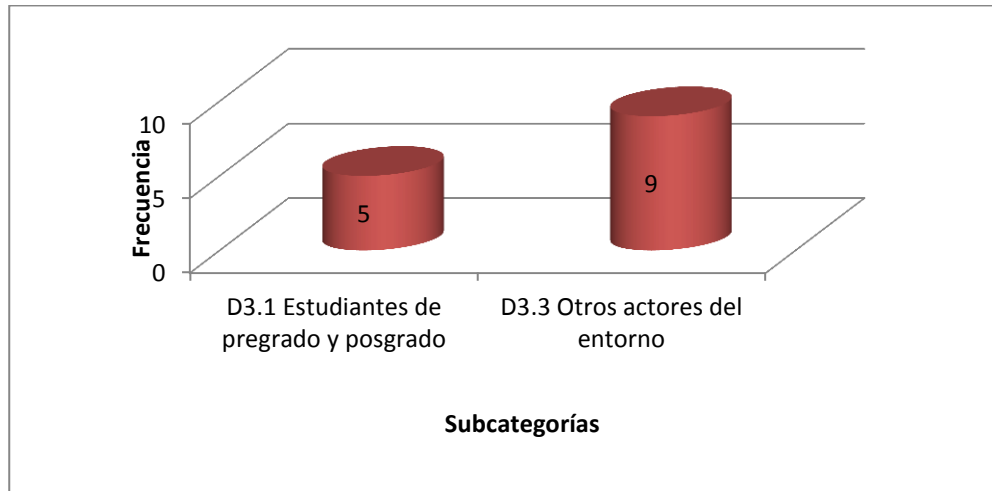 Frecuencia
10
5
0
5
9
D3.1 Estudiantes de
pregrado y posgrado
D3.3 Otros actores del
entorno
Subcategorías